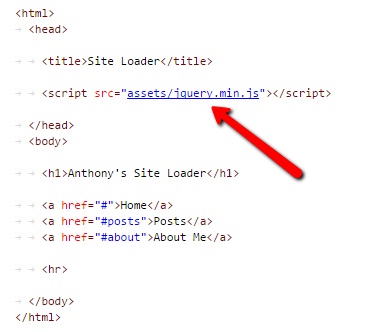 <html>
<head>
<title>Site Loader</title>
<script src="assets/jquery.min.js"></script>
</head>
<body>
<h1>Anthony's Site Loader</h1>
<a href="#">Home</a>
<a href="#posts">Posts</a>
<a href="#about">About Me</a>
<hr>
</body>
</html>